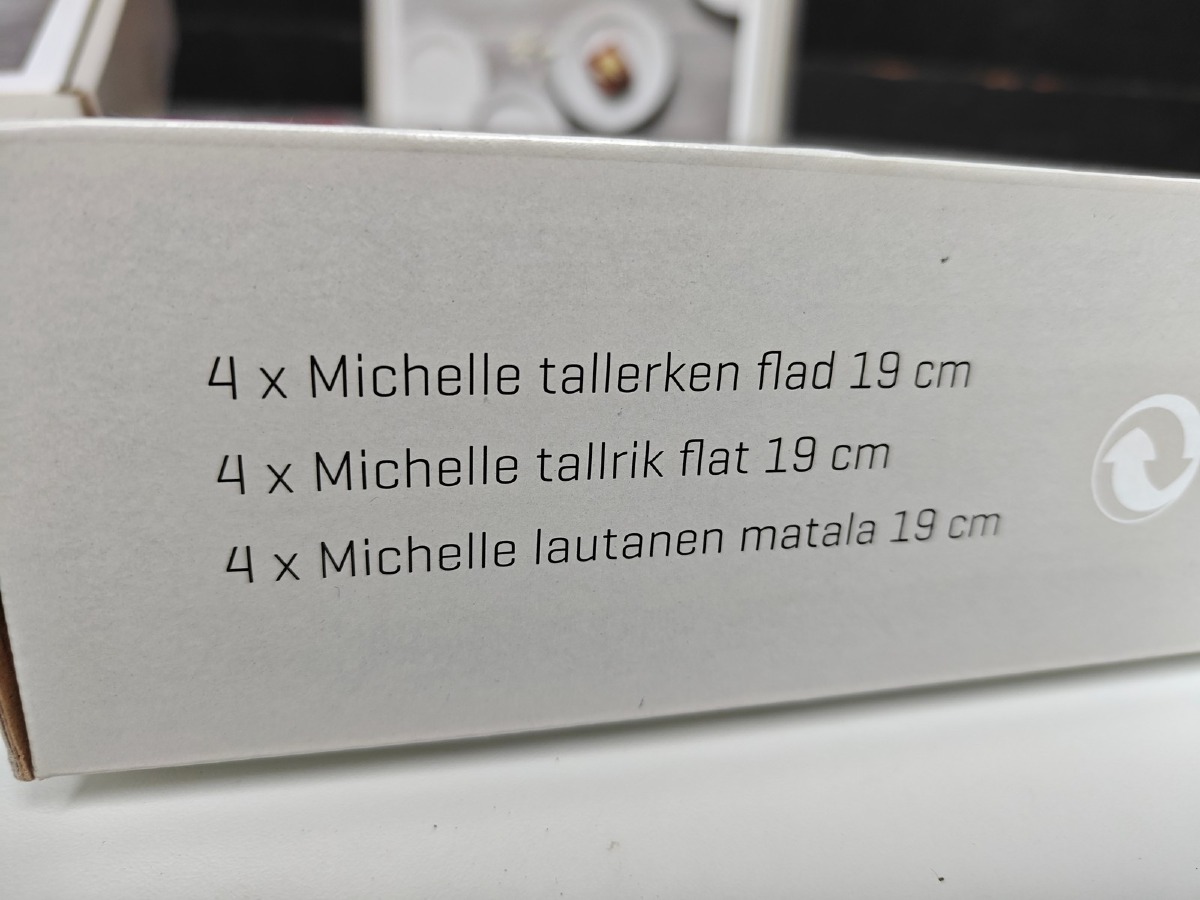 4 x Michelle tallerken flad 19 cm
4 x Michelle tallrik flat 19 cm
4 x Michelle lautanen matala 19 cm